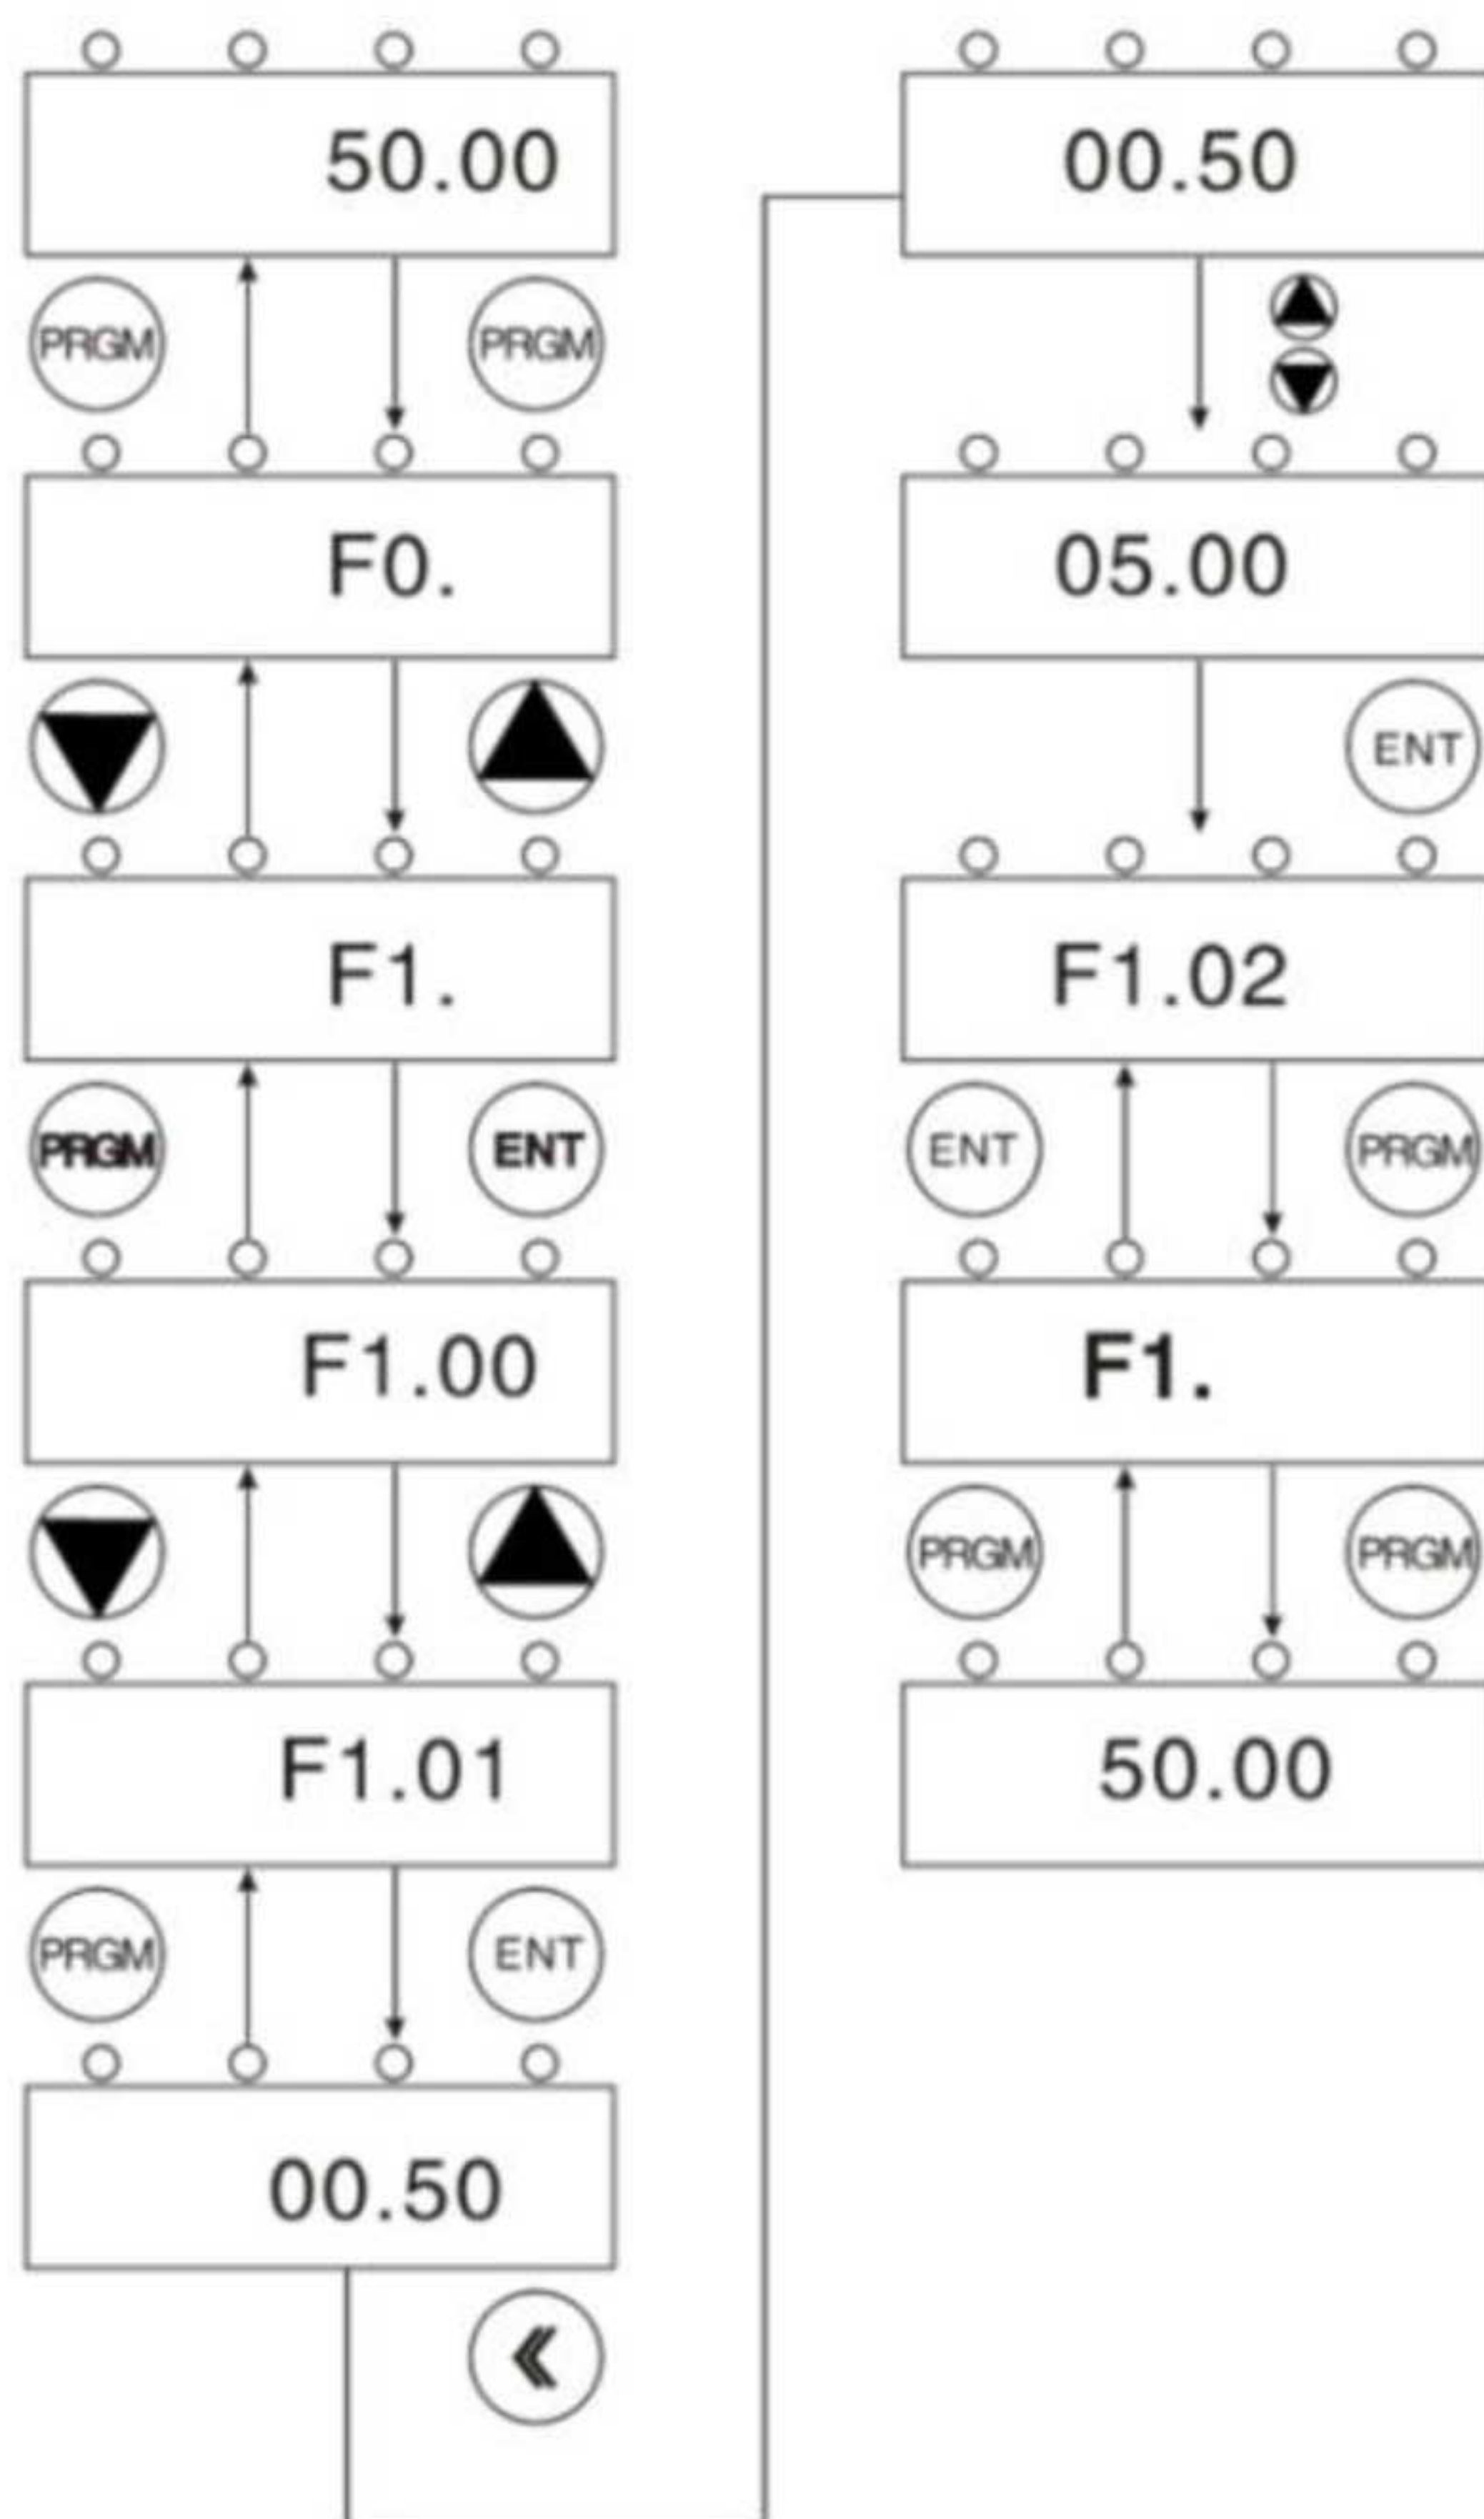 50.00
PRGM PRGM
F0.
F1.
PRGM ENT
F1.00
F1.01
PRGM ENT
00.50
00.50
05.00
ENT
F1.02
ENT PRGM
F1.
PRGM PRGM
50.00